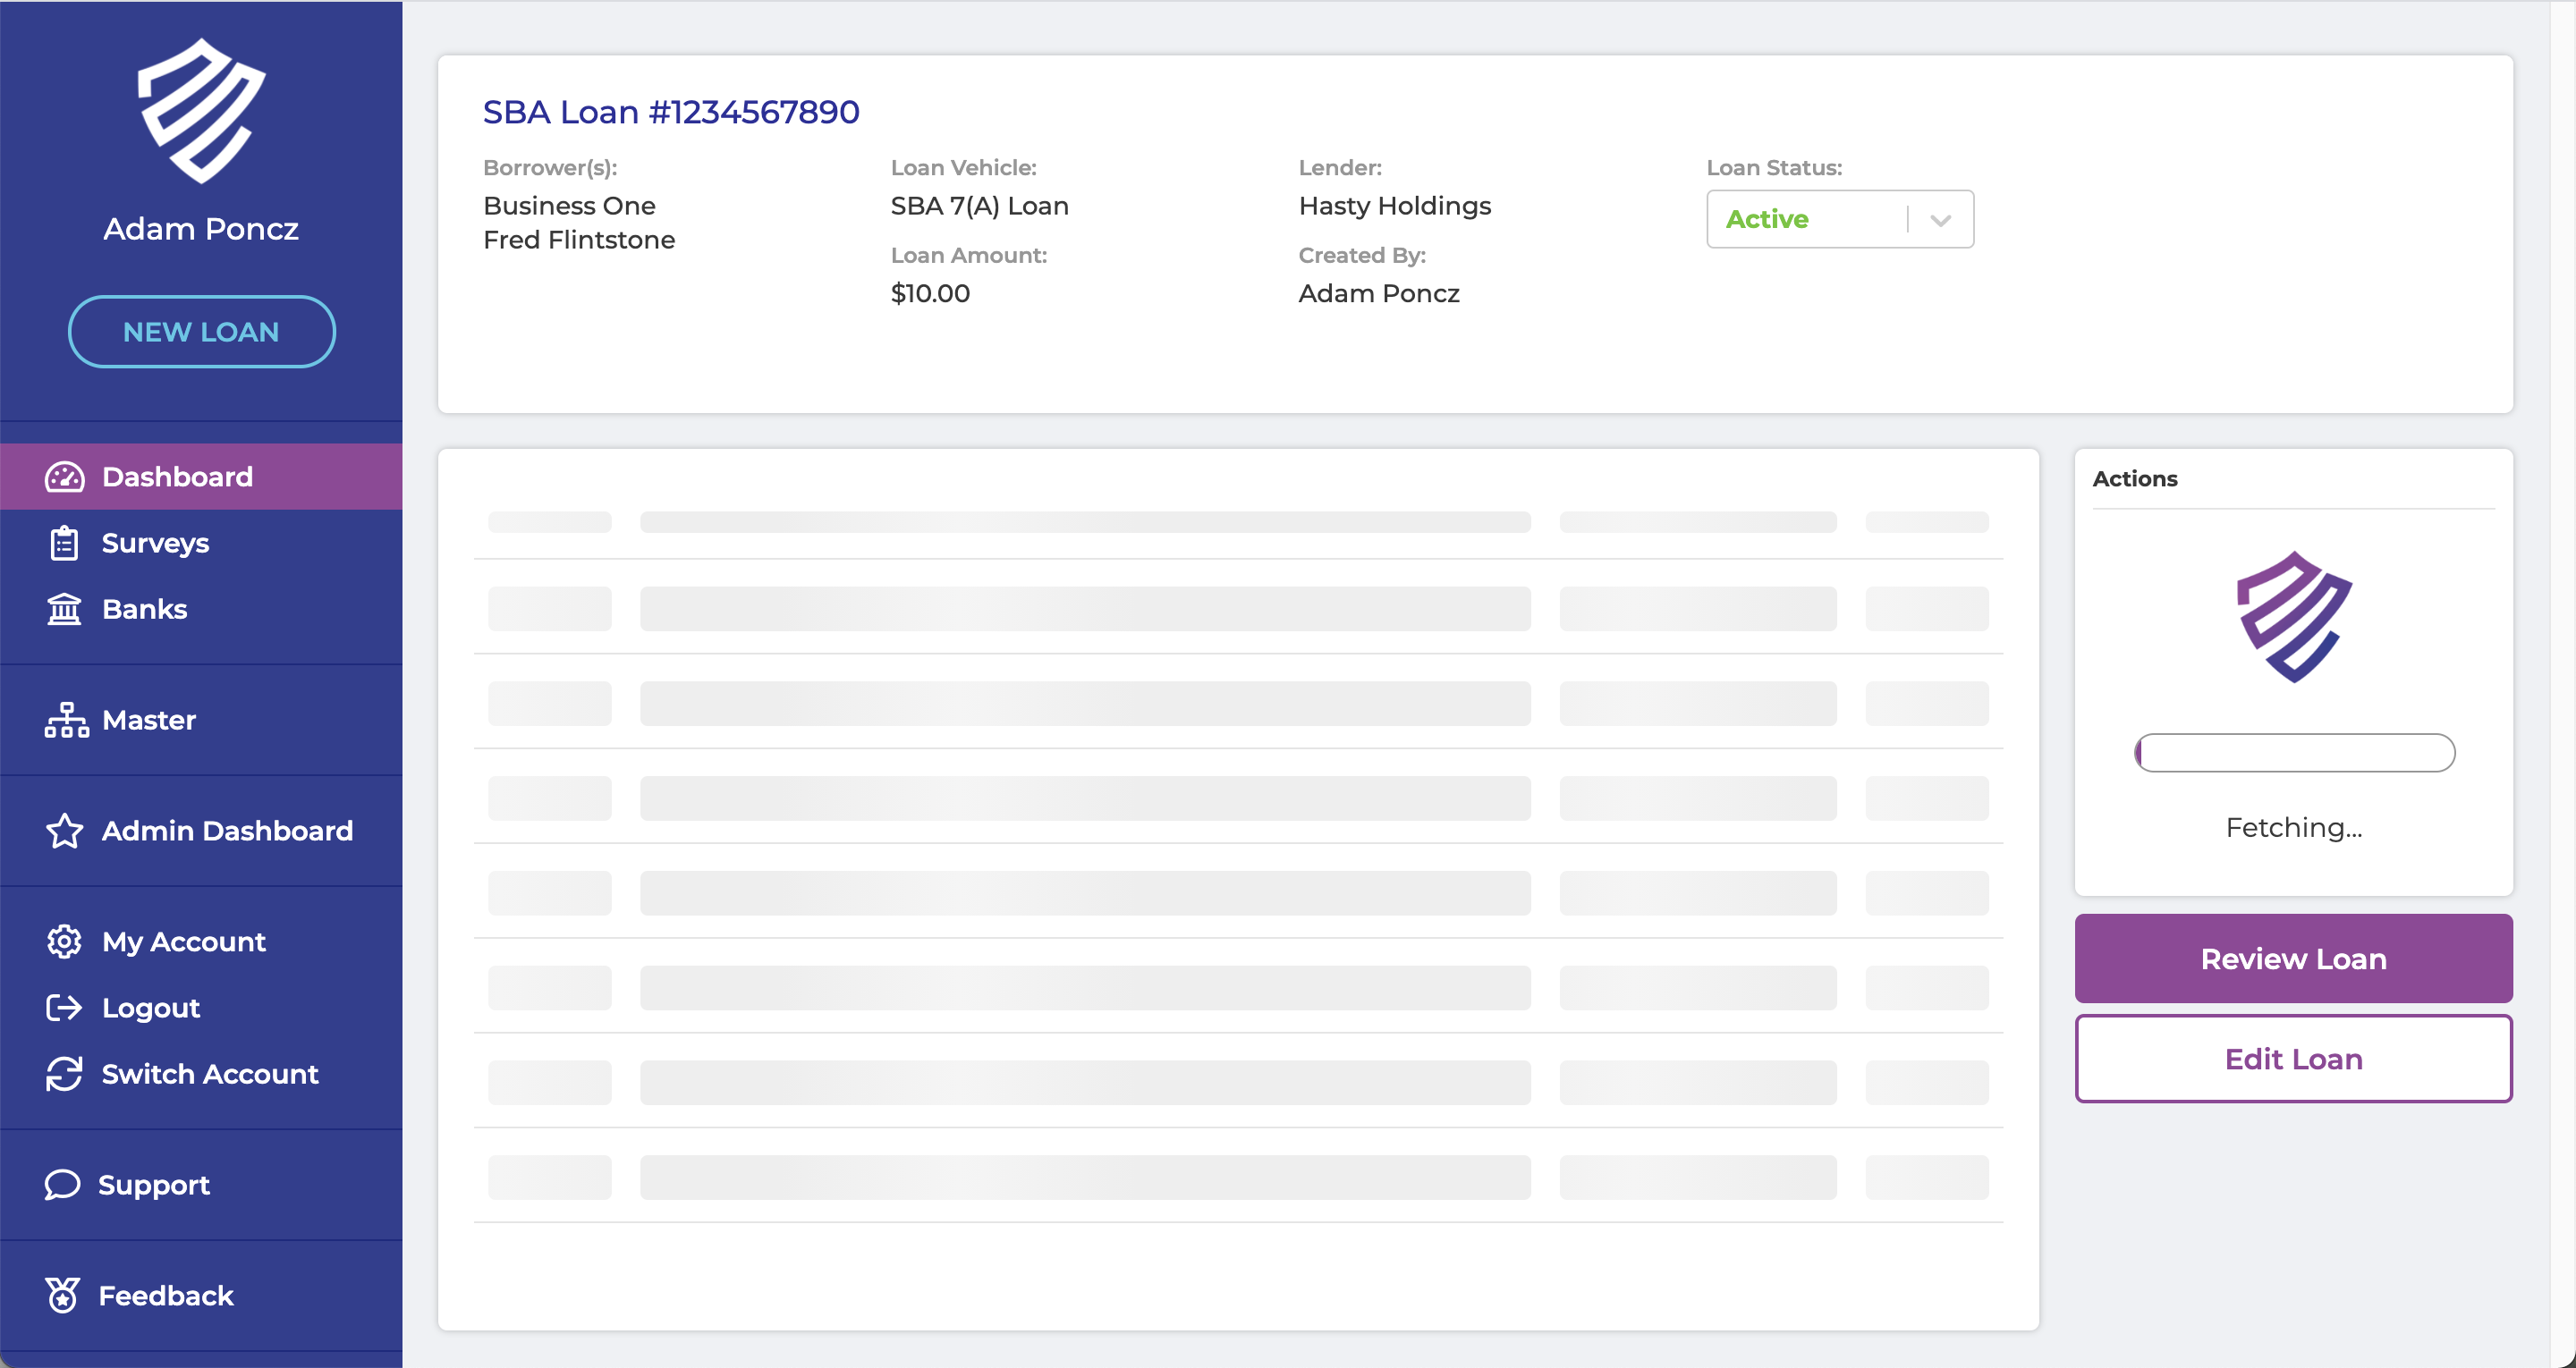 Adam Poncz
NEW LOAN
Dashboard
Surveys
Banks
Master
Admin Dashboard
My Account
Logout
Switch Account
Support
Feedback
SBA Loan #1234567890
Borrower(s):
Business One
Fred Flintstone
Loan Vehicle:
SBA 7(A) Loan
Loan Amount:
$10.00
Lender:
Hasty Holdings
Created By:
Adam Poncz
Loan Status:
Active
Actions
Fetching...
Review Loan
Edit Loan